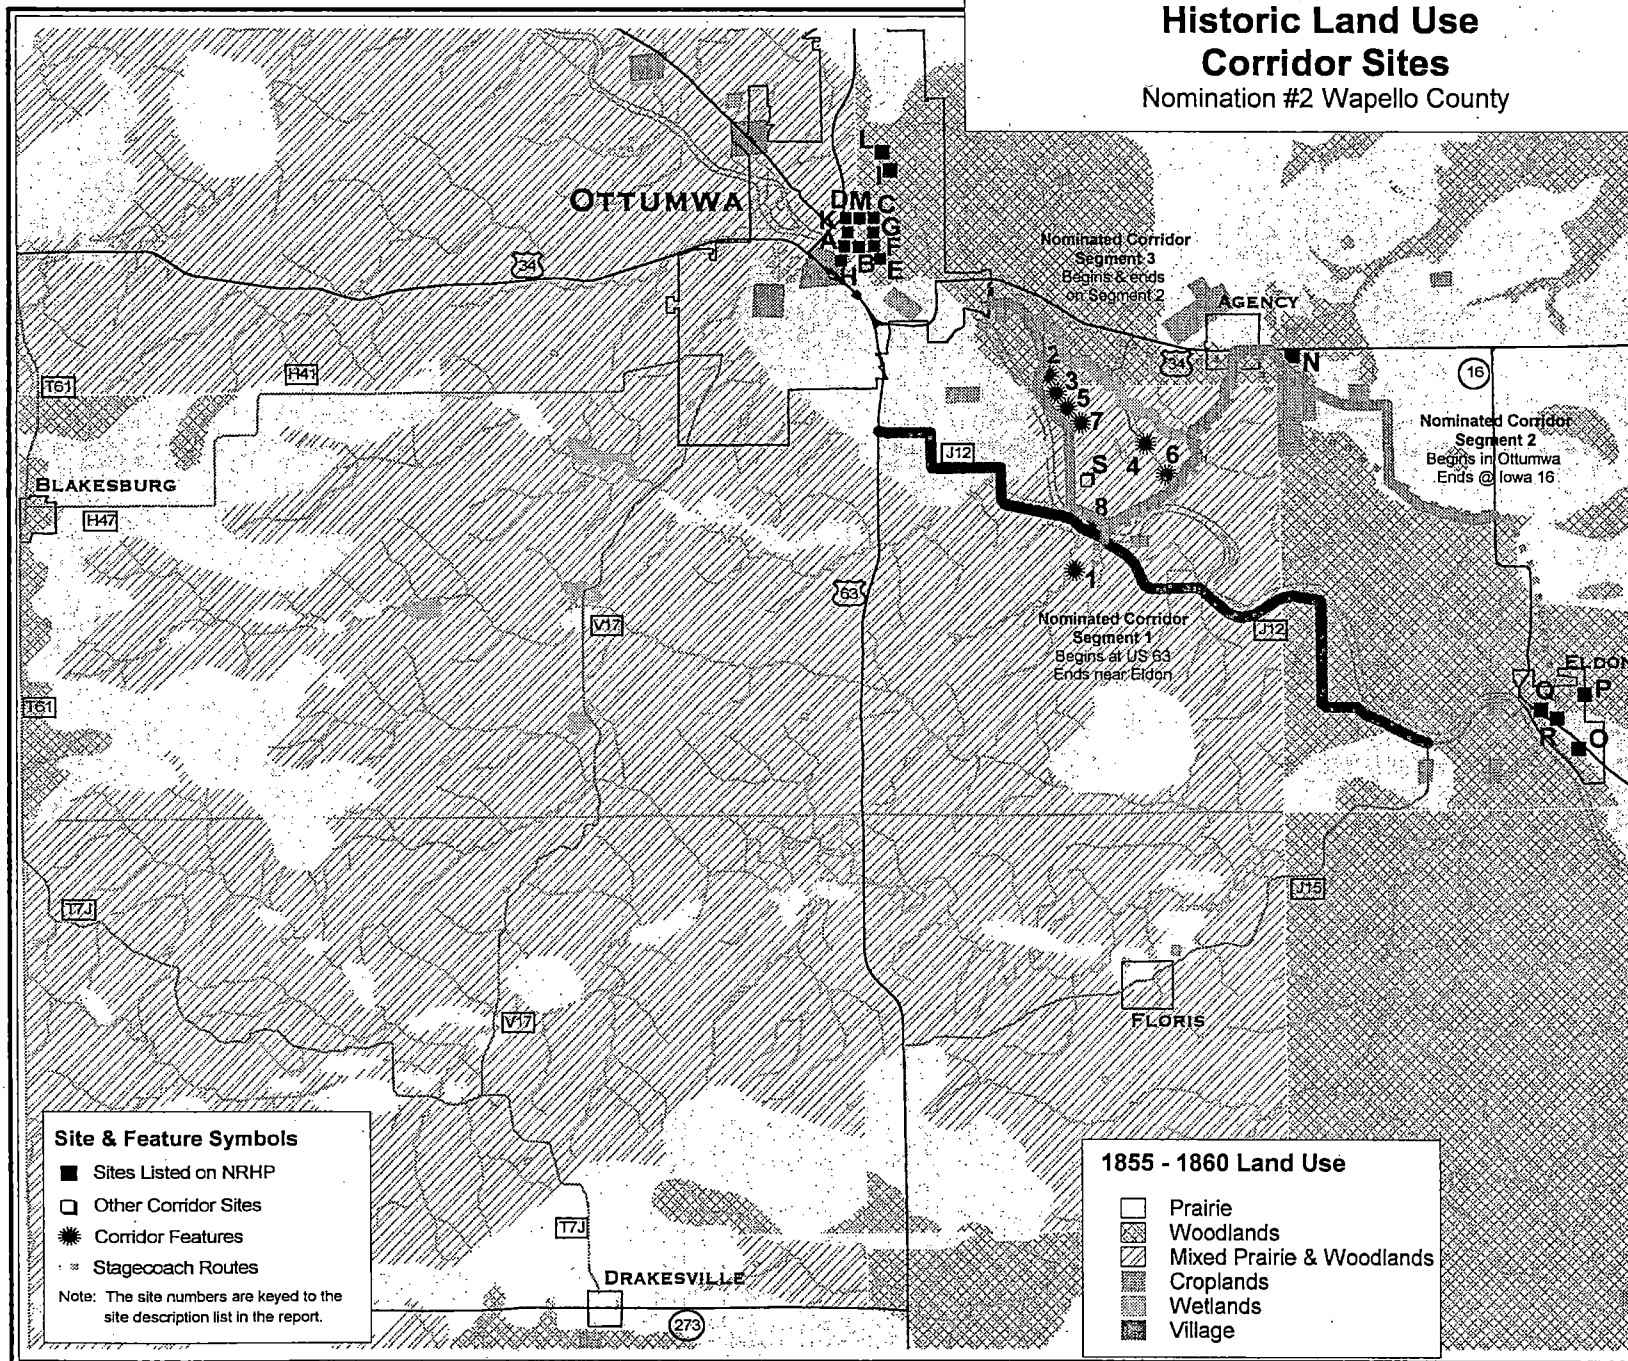 Historic Land Use
Corridor Sites
Nomination #2 Wapello County
L
I
OTTUMWA
D M C
K G
A F
B E
H
34
Nominated Corridor
Segment 3
Begins & ends
on Segment 2
AGENCY
34
N
16
T61
H41
2
3
5
7
4
6
S
8
1
J12
Nominated Corridor
Segment 2
Begins in Ottumwa
Ends @ Iowa 16
BLAKESBURG
H47
63
V17
Nominated Corridor
Segment 1
Begins at US 63
Ends near Eldon
J12
ELDON
Q
P
R
O
T61
J15
T7J
V17
FLORIS
Site & Feature Symbols
Sites Listed on NRHP
Other Corridor Sites
Corridor Features
Stagecoach Routes
Note: The site numbers are keyed to the
site description list in the report.
T7J
DRAKESVILLE
273
1855 - 1860 Land Use
Prairie
Woodlands
Mixed Prairie & Woodlands
Croplands
Wetlands
Village